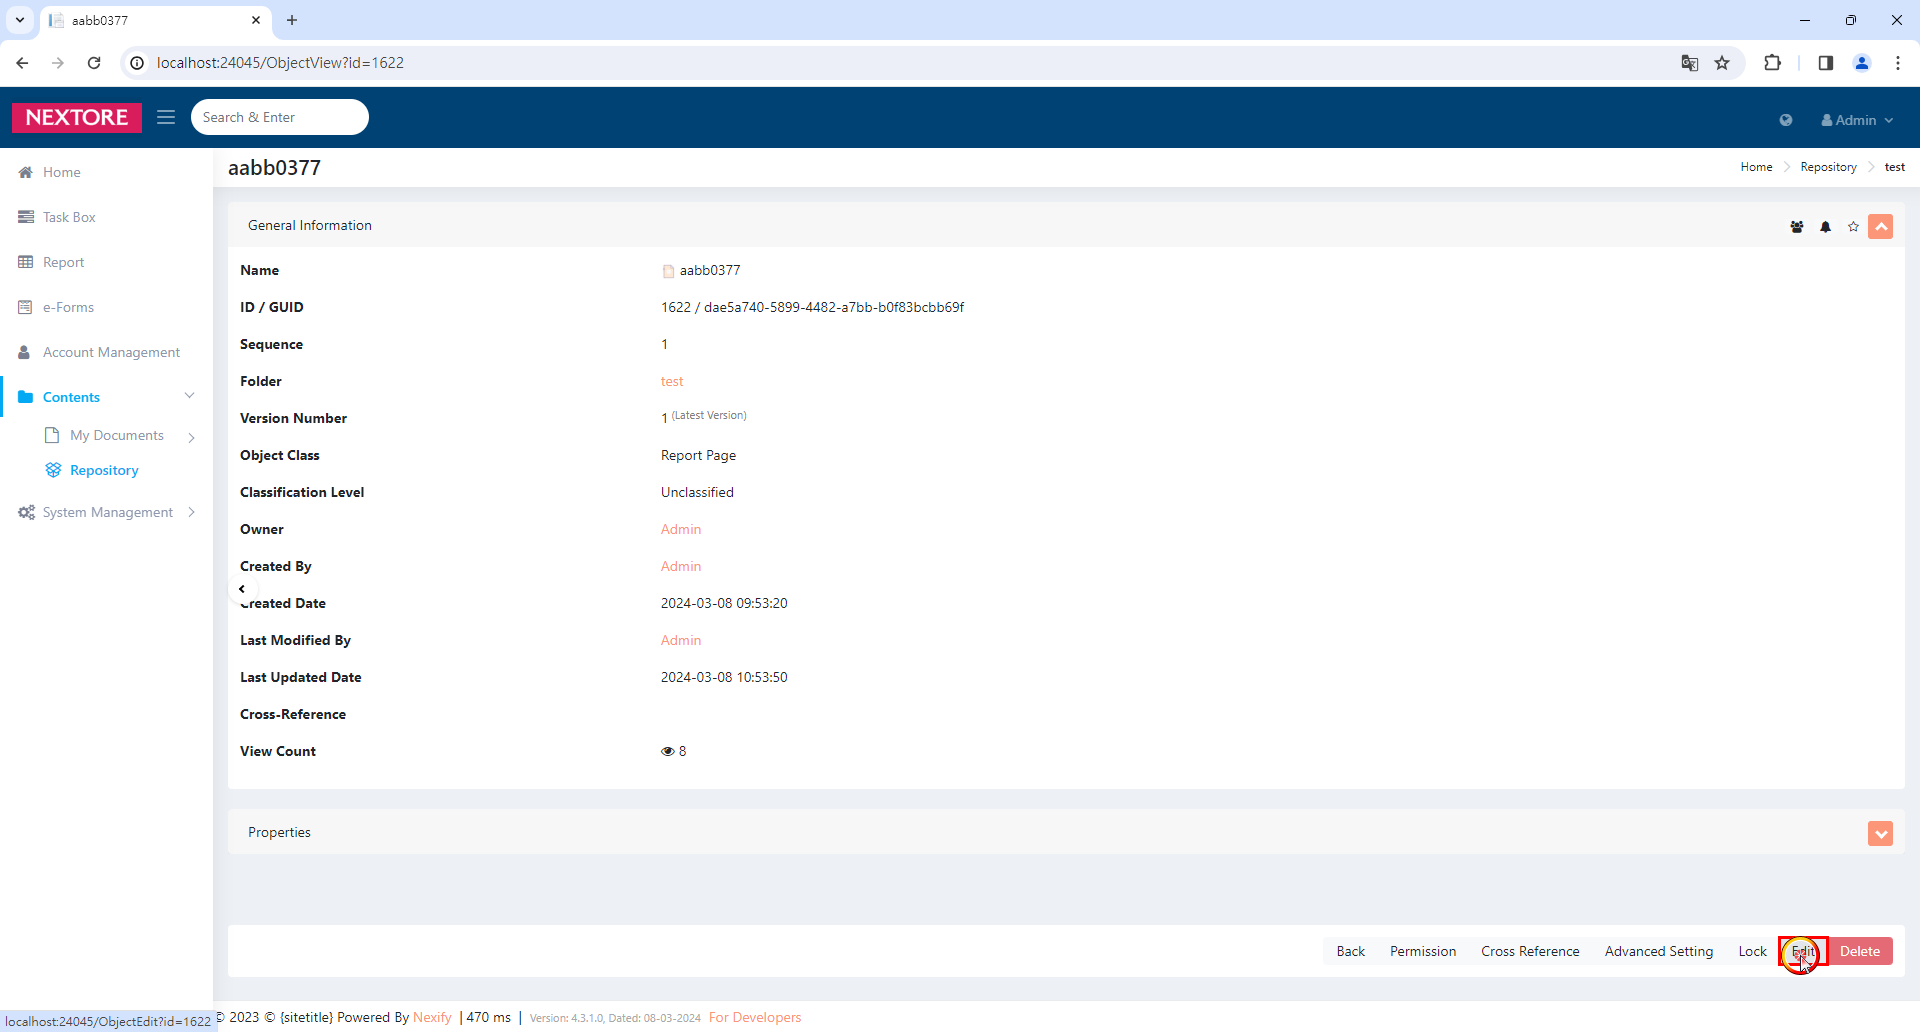 aabb0377
localhost:24045/ObjectView?id=1622
NEXTORE
Search & Enter
Admin
Home
Task Box
Report
e-Forms
Account Management
Contents
My Documents
Repository
System Management
aabb0377
Home Repository test
General Information
Name aabb0377
ID / GUID 1622 / dae5a740-5899-4482-a7bb-b0f83bcbb69f
Sequence 1
Folder test
Version Number 1 (Latest Version)
Object Class Report Page
Classification Level Unclassified
Owner Admin
Created By Admin
Created Date 2024-03-08 09:53:20
Last Modified By Admin
Last Updated Date 2024-03-08 10:53:50
Cross-Reference
View Count 8
Properties
Back Permission Cross Reference Advanced Setting Lock Edit Delete
© 2023 © {sitetitle} Powered By Nexify | 470 ms | Version: 4.3.1.0, Dated: 08-03-2024 For Developers
localhost:24045/ObjectEdit?id=1622